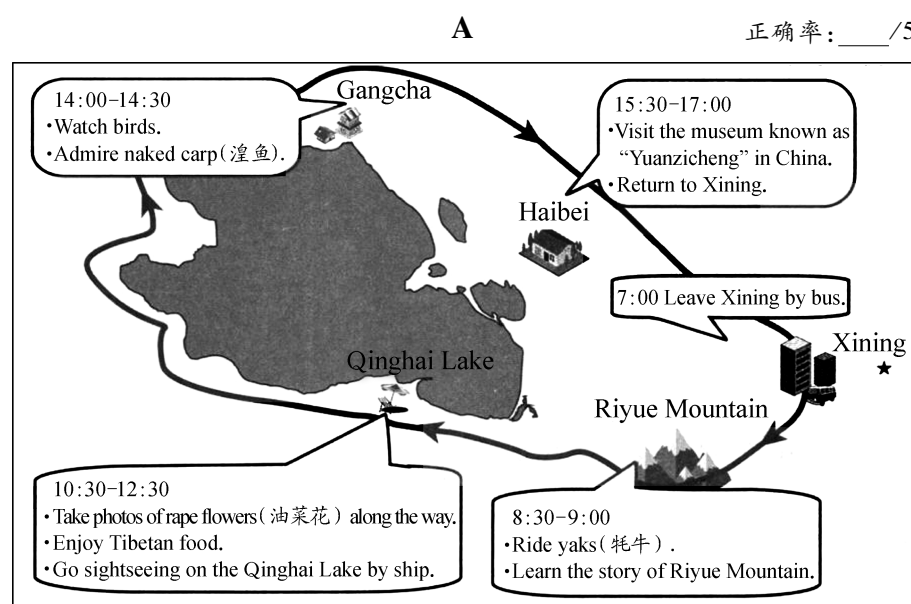 A
正确率:____/5
14:00-14:30
·Watch birds.
·Admire naked carp(湟鱼).
Gangcha
15:30-17:00
·Visit the museum known as
“Yuanzicheng” in China.
·Return to Xining.
Haibei
7:00 Leave Xining by bus.
Xining
Qinghai Lake
Riyue Mountain
10:30-12:30
·Take photos of rape flowers(油菜花) along the way.
·Enjoy Tibetan food.
·Go sightseeing on the Qinghai Lake by ship.
8:30-9:00
·Ride yaks(牦牛).
·Learn the story of Riyue Mountain.